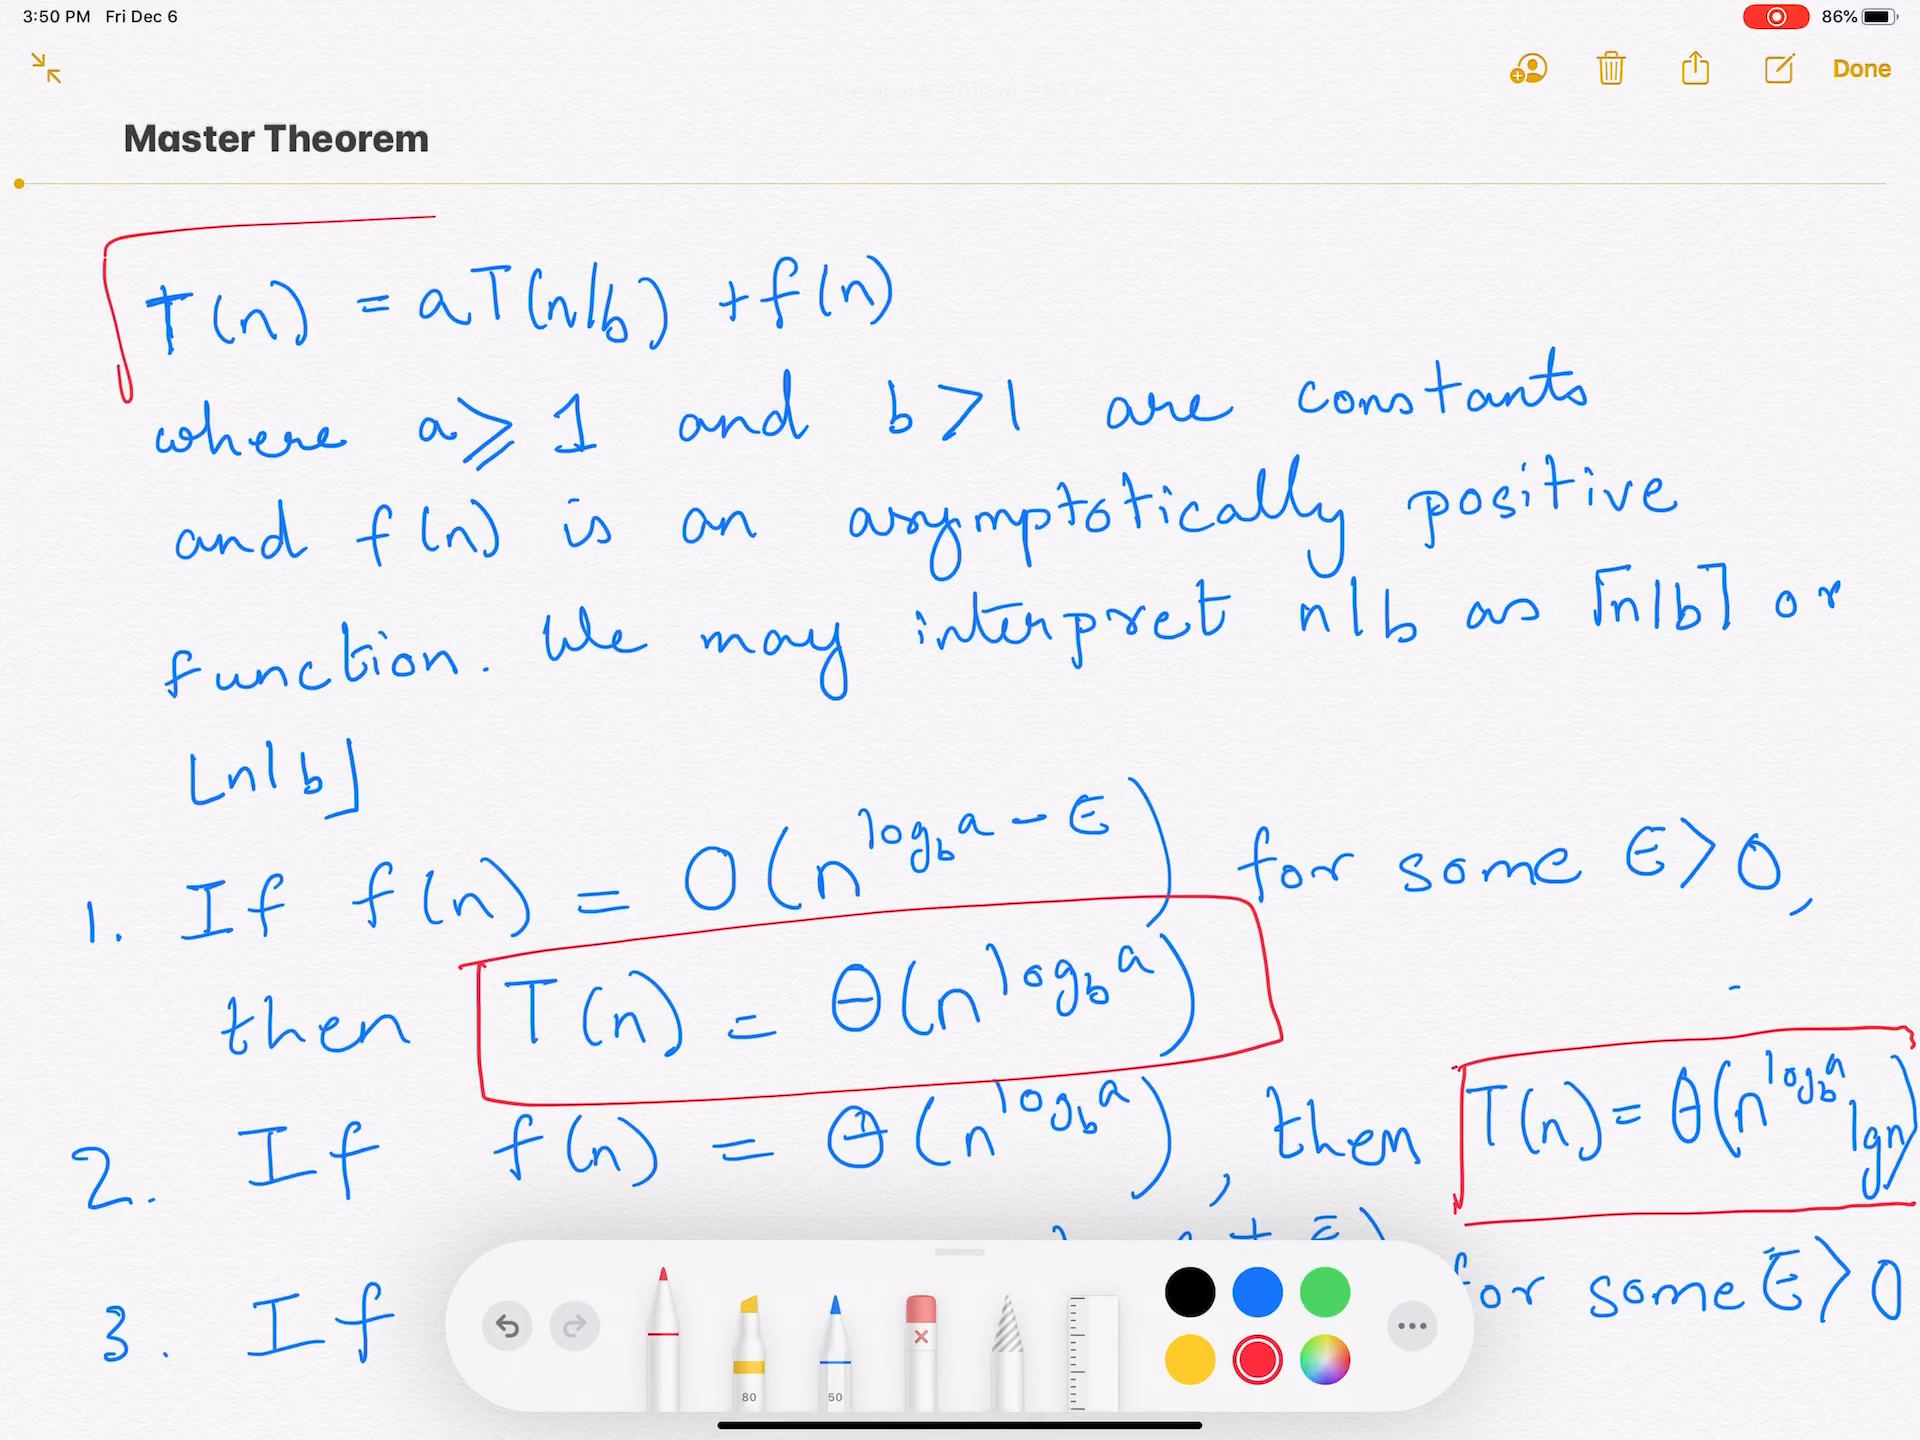 3:50 PM Fri Dec 6
86%
Done
Master Theorem
T(n) = aT(n/b) + f(n)
where a ⩾ 1 and b > 1 are constants
and f(n) is an asymptotically positive
function. We may interpret n/b as ⌈n/b⌉ or
⌊n/b⌋
1. If f(n) = O(n^{log_b a - ε}) for some ε > 0,
then T(n) = Θ(n^{log_b a})
2. If f(n) = Θ(n^{log_b a}), then T(n) = Θ(n^{log_b a} lg n)
3. If for some ε > 0
80
50